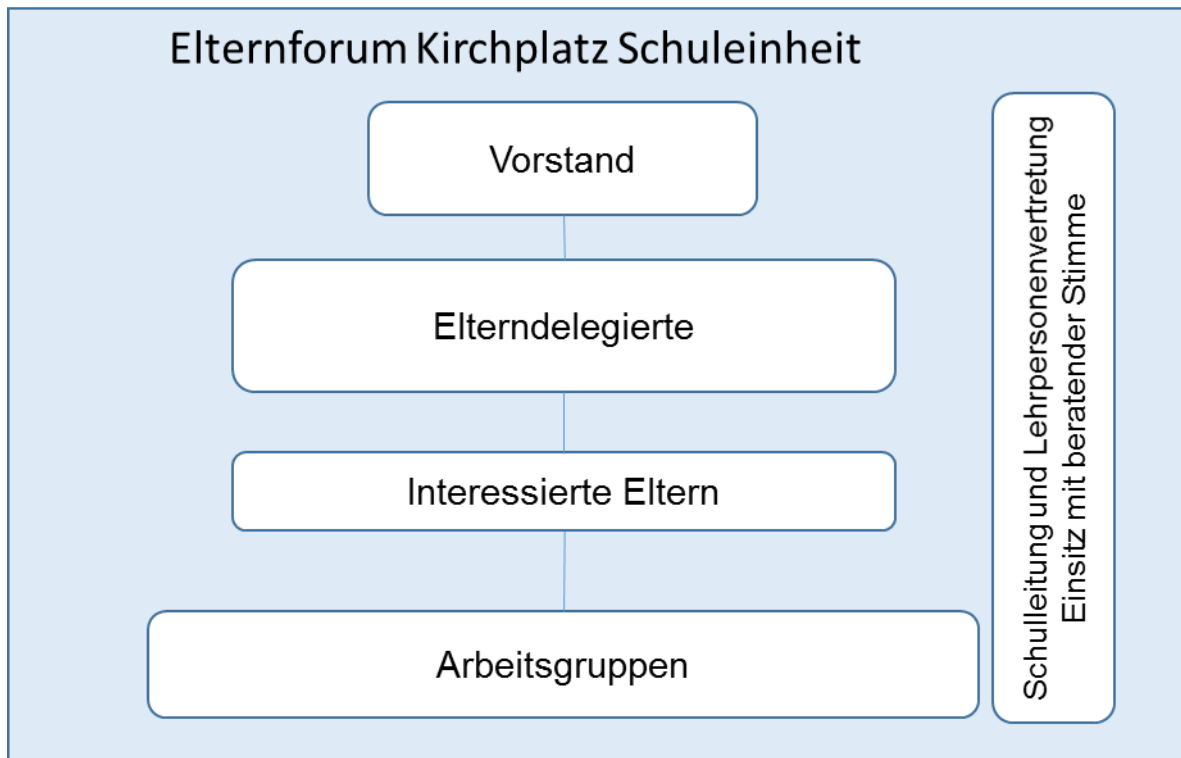 Elternforum Kirchplatz Schuleinheit
Vorstand
Elterndelegierte
Interessierte Eltern
Arbeitsgruppen
Schulleitung und Lehrpersonenvertretung
Einsitz mit beratender Stimme